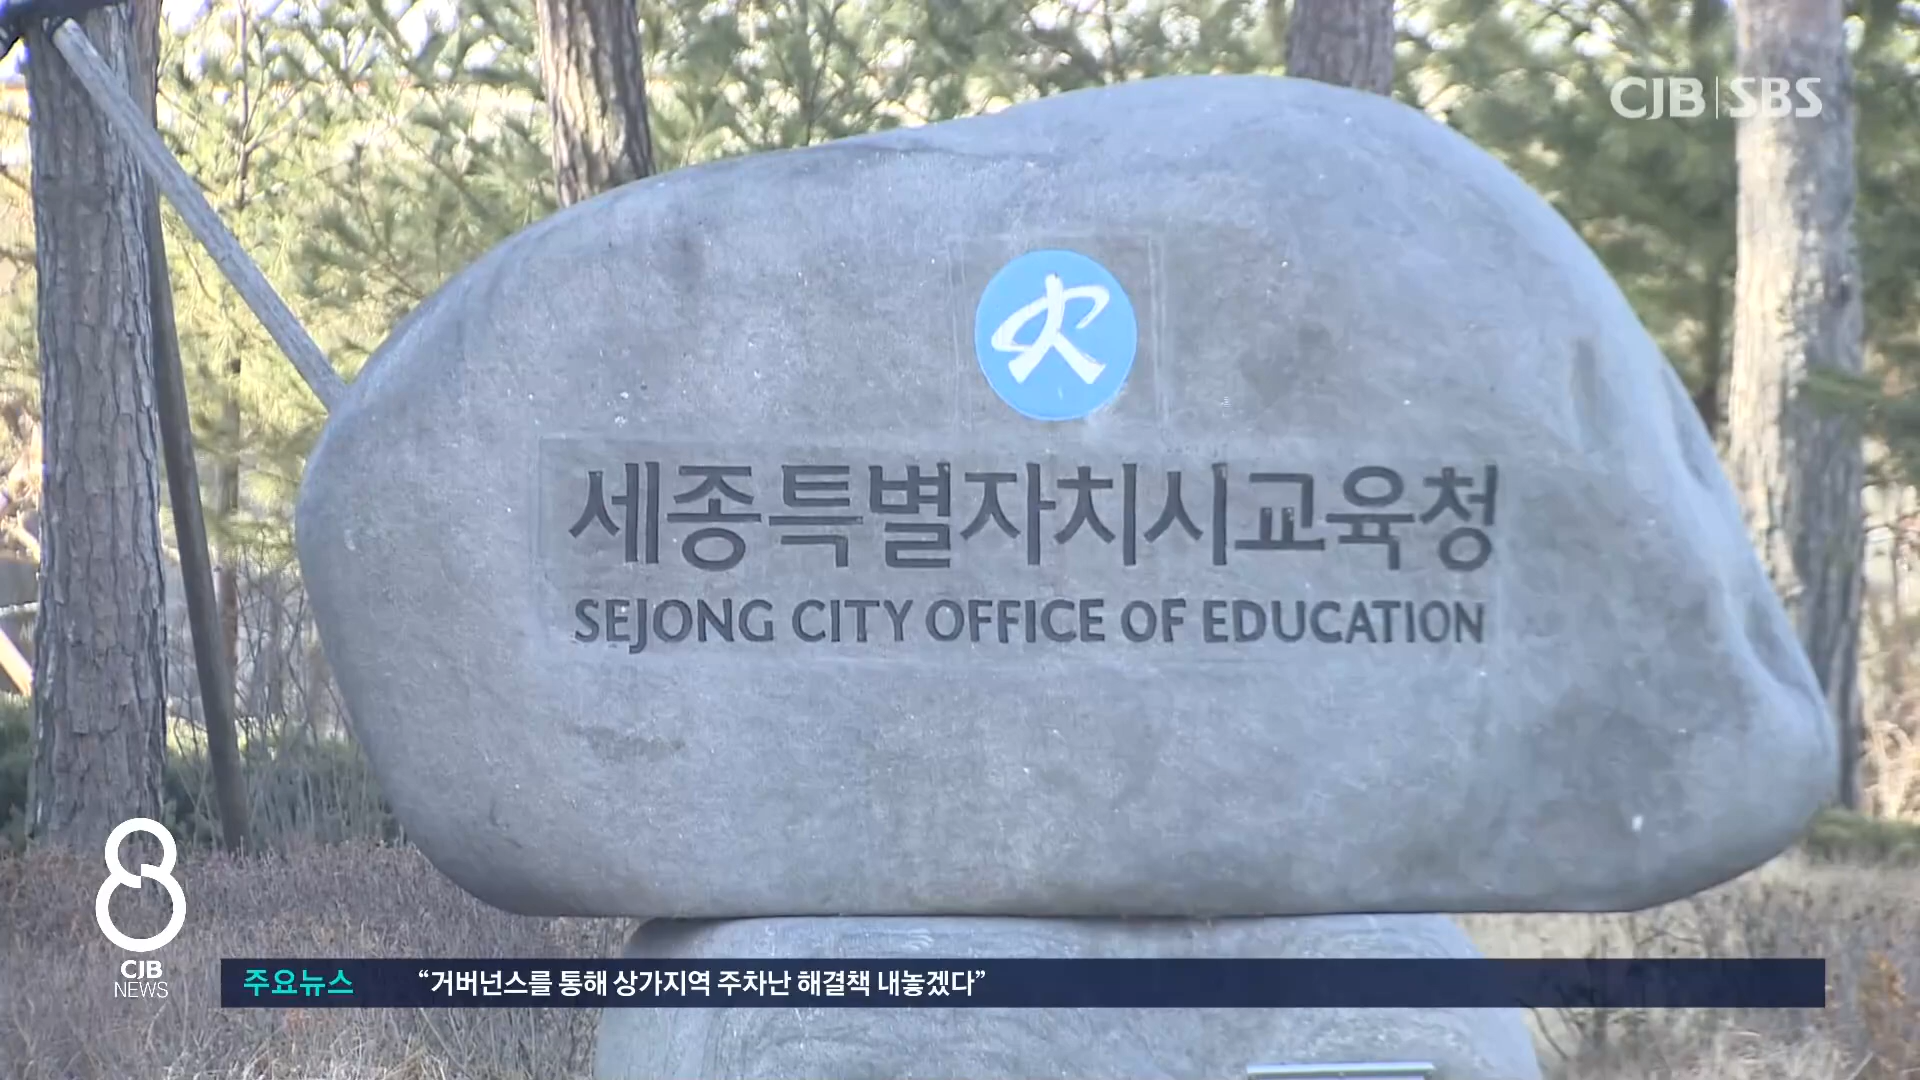 CJB | SBS
세종특별자치시교육청
SEJONG CITY OFFICE OF EDUCATION
8
CJB
NEWS
주요뉴스 “거버넌스를 통해 상가지역 주차난 해결책 내놓겠다”